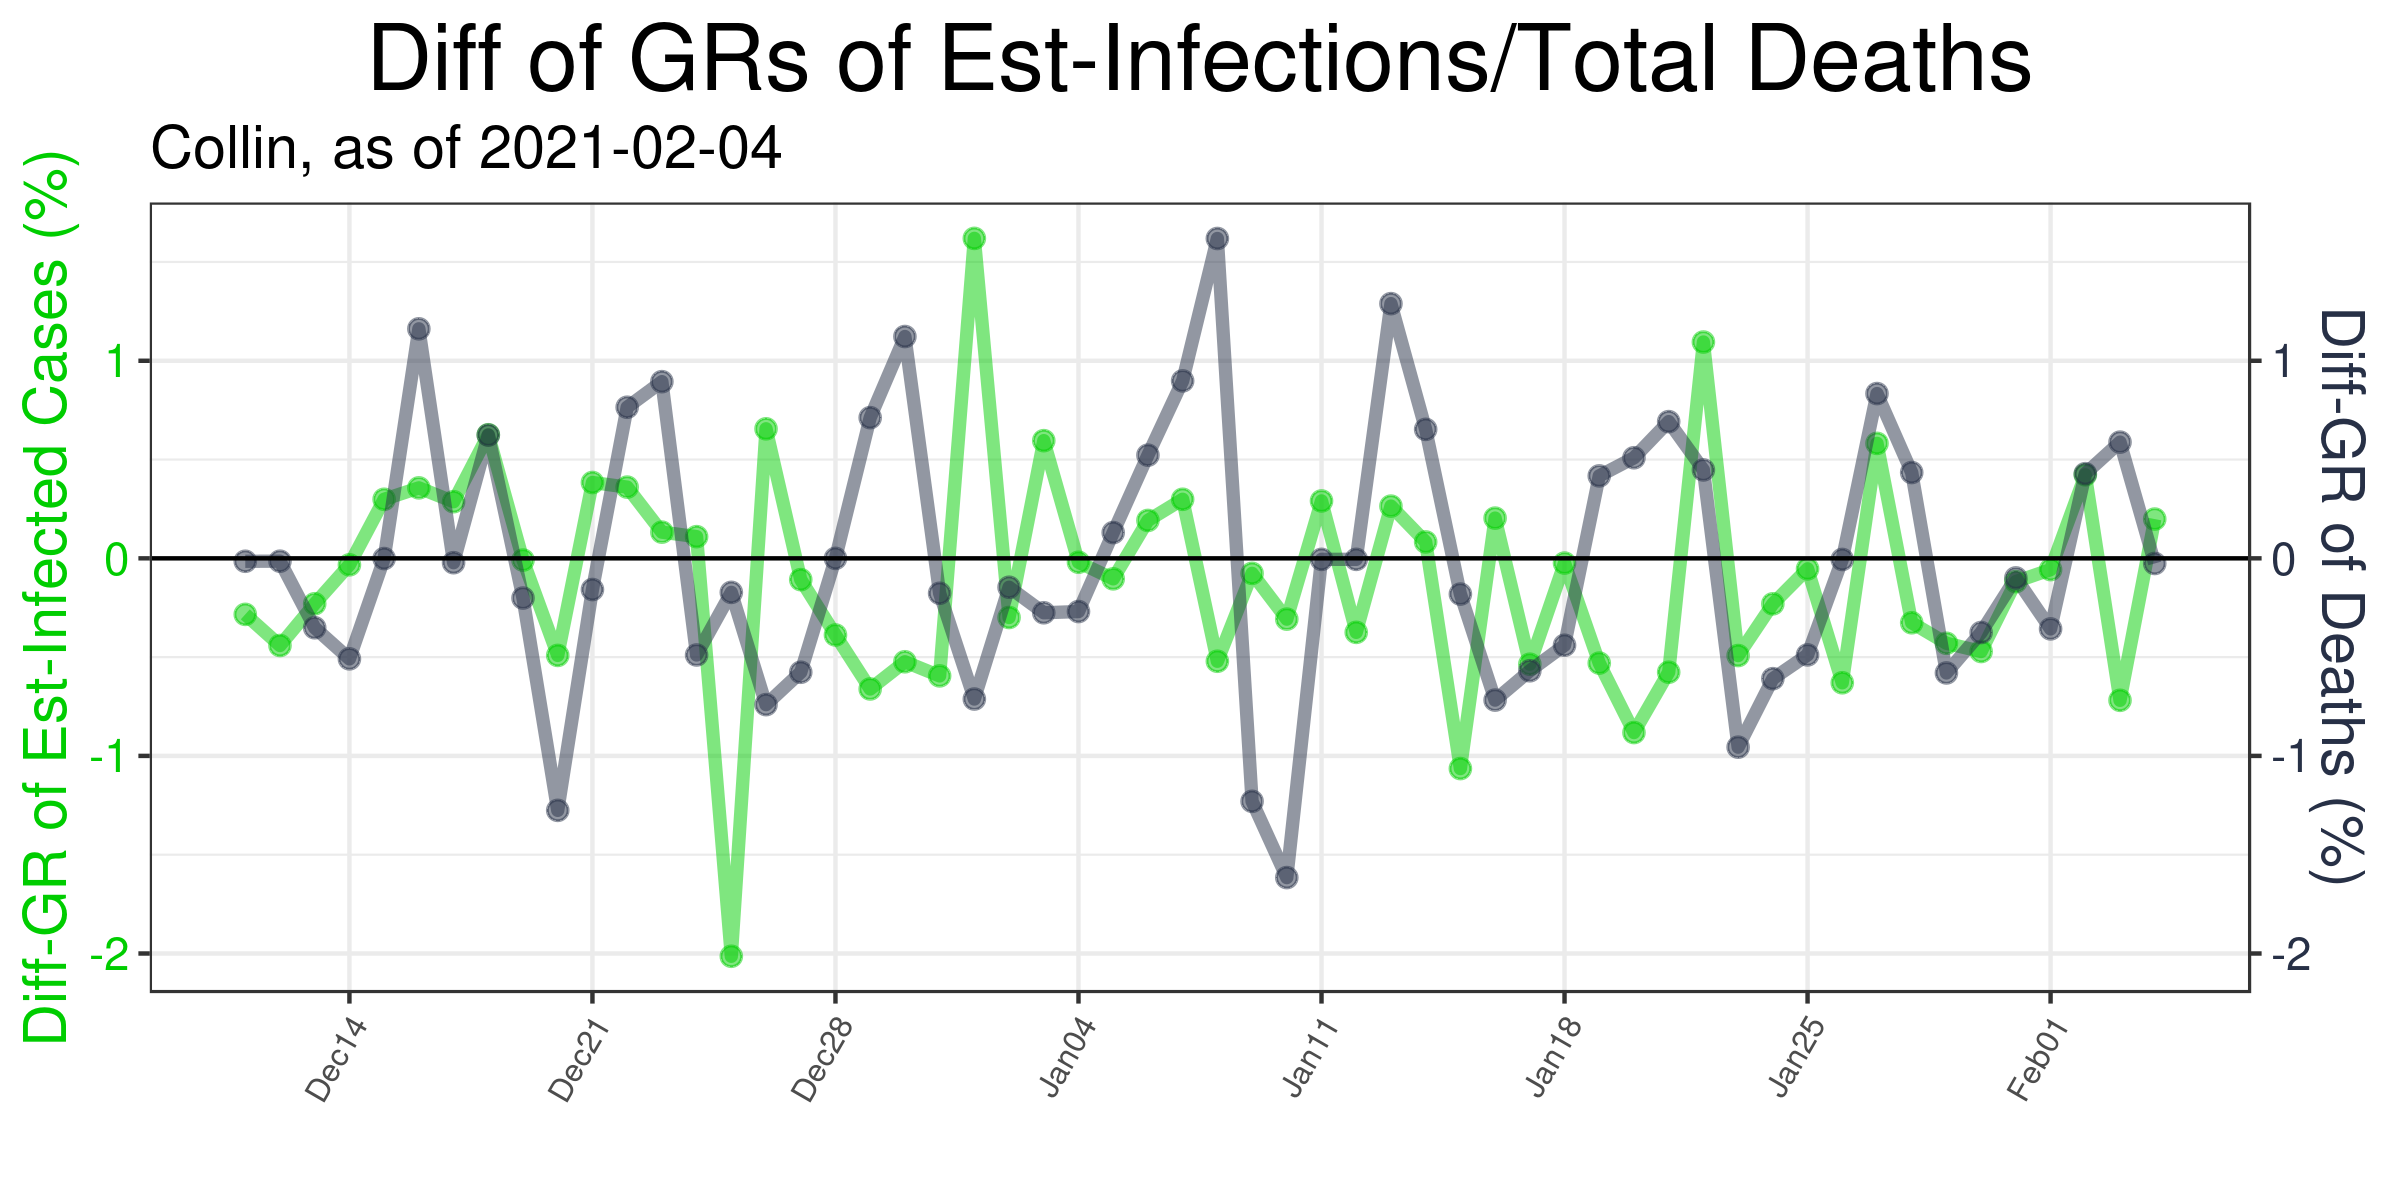 Diff of GRs of Est-Infections/Total Deaths
Collin, as of 2021-02-04
Diff-GR of Est-Infected Cases (%)
1
0
-1
-2
1
0
-1
-2
Diff-GR of Deaths (%)
Dec14
Dec21
Dec28
Jan04
Jan11
Jan18
Jan25
Feb01